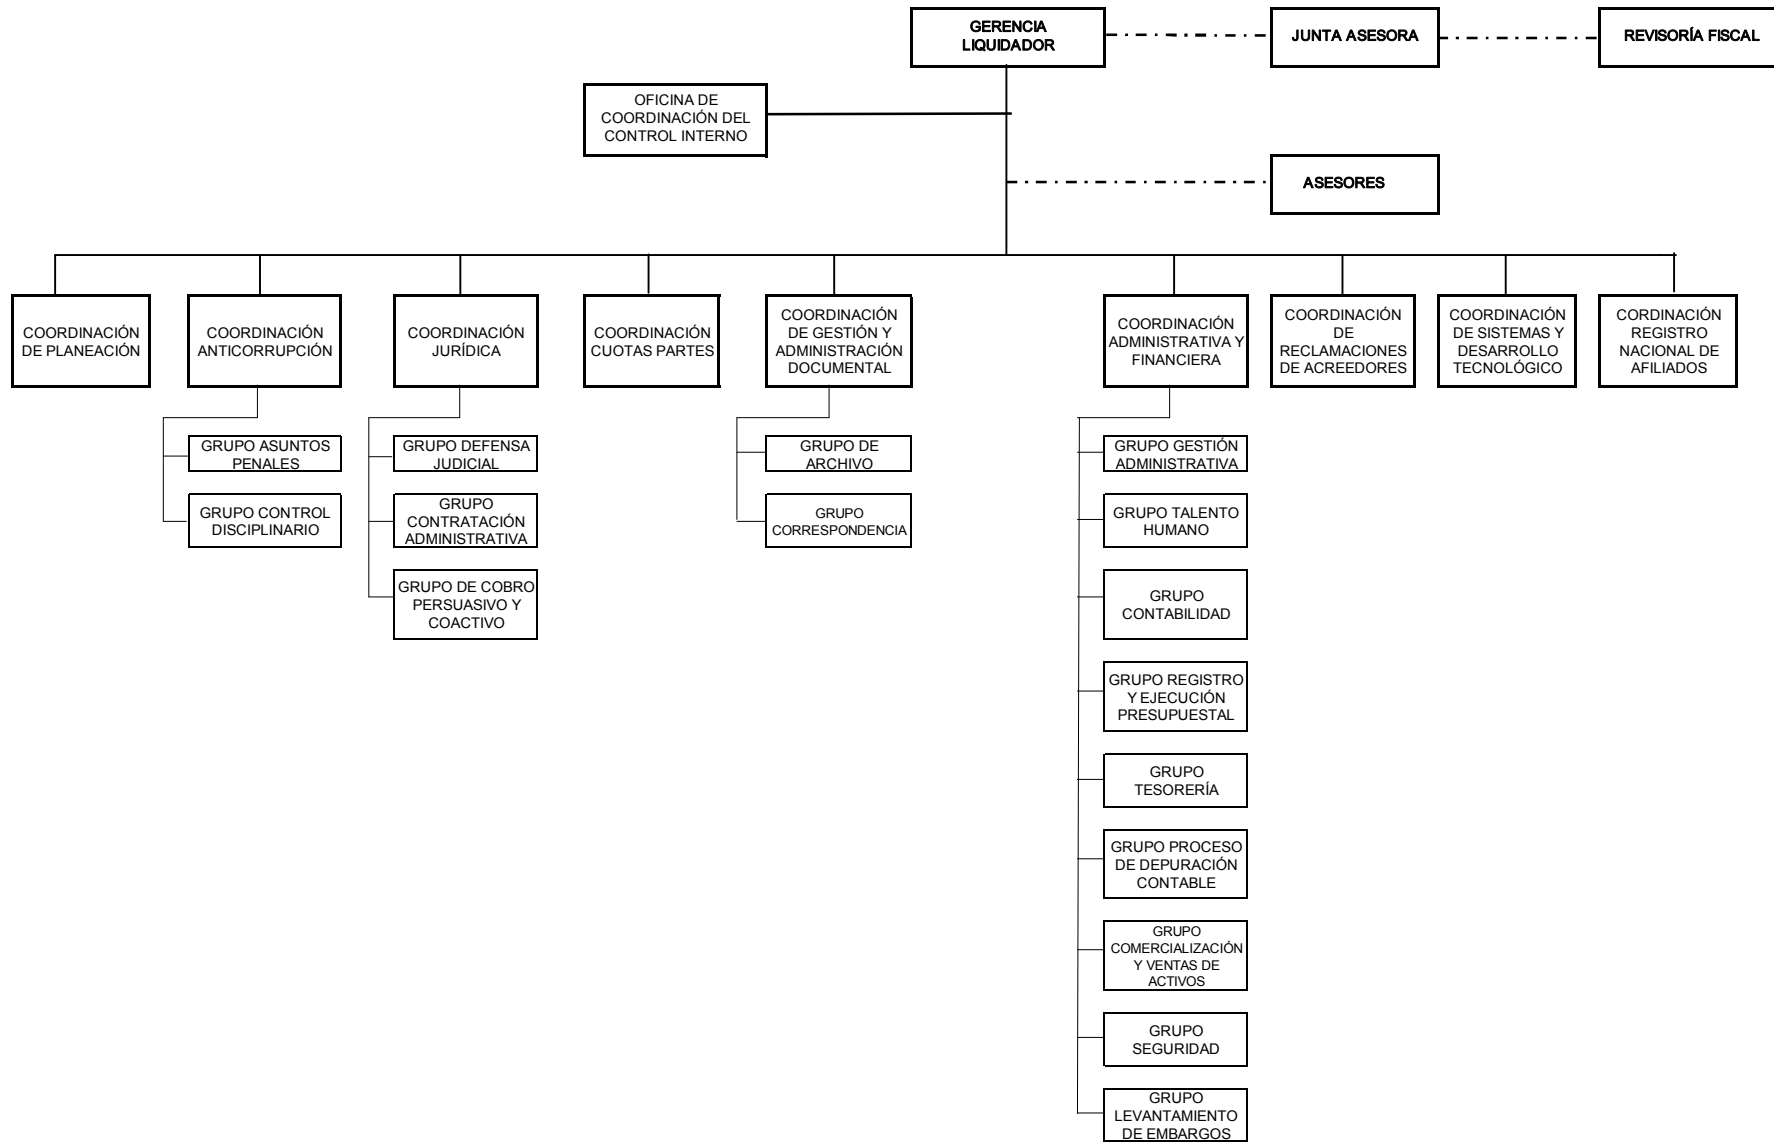 GERENCIA
LIQUIDADOR
JUNTA ASESORA
REVISORÍA FISCAL
OFICINA DE
COORDINACIÓN DEL
CONTROL INTERNO
ASESORES
COORDINACIÓN
DE PLANEACIÓN
COORDINACIÓN
ANTICORRUPCIÓN
COORDINACIÓN
JURÍDICA
COORDINACIÓN
CUOTAS PARTES
COORDINACIÓN
DE GESTIÓN Y
ADMINISTRACIÓN
DOCUMENTAL
COORDINACIÓN
ADMINISTRATIVA Y
FINANCIERA
COORDINACIÓN
DE
RECLAMACIONES
DE ACREEDORES
COORDINACIÓN
DE SISTEMAS Y
DESARROLLO
TECNOLÓGICO
CORDINACIÓN
REGISTRO
NACIONAL DE
AFILIADOS
GRUPO ASUNTOS
PENALES
GRUPO CONTROL
DISCIPLINARIO
GRUPO DEFENSA
JUDICIAL
GRUPO
CONTRATACIÓN
ADMINISTRATIVA
GRUPO DE COBRO
PERSUASIVO Y
COACTIVO
GRUPO DE
ARCHIVO
GRUPO
CORRESPONDENCIA
GRUPO GESTIÓN
ADMINISTRATIVA
GRUPO TALENTO
HUMANO
GRUPO
CONTABILIDAD
GRUPO REGISTRO
Y EJECUCIÓN
PRESUPUESTAL
GRUPO
TESORERÍA
GRUPO PROCESO
DE DEPURACIÓN
CONTABLE
GRUPO
COMERCIALIZACIÓN
Y VENTAS DE
ACTIVOS
GRUPO
SEGURIDAD
GRUPO
LEVANTAMIENTO
DE EMBARGOS